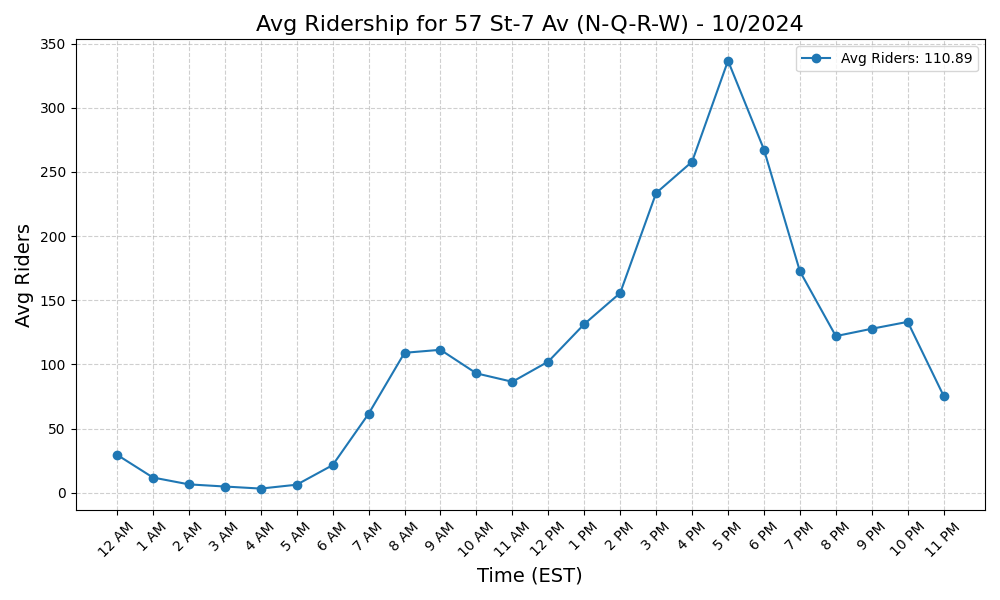 Avg Ridership for 57 St-7 Av (N-Q-R-W) - 10/2024
Avg Riders: 110.89
350
300
250
200
150
100
50
0
Avg Riders
12 AM
1 AM
2 AM
3 AM
4 AM
5 AM
6 AM
7 AM
8 AM
9 AM
10 AM
11 AM
12 PM
1 PM
2 PM
3 PM
4 PM
5 PM
6 PM
7 PM
8 PM
9 PM
10 PM
11 PM
Time (EST)